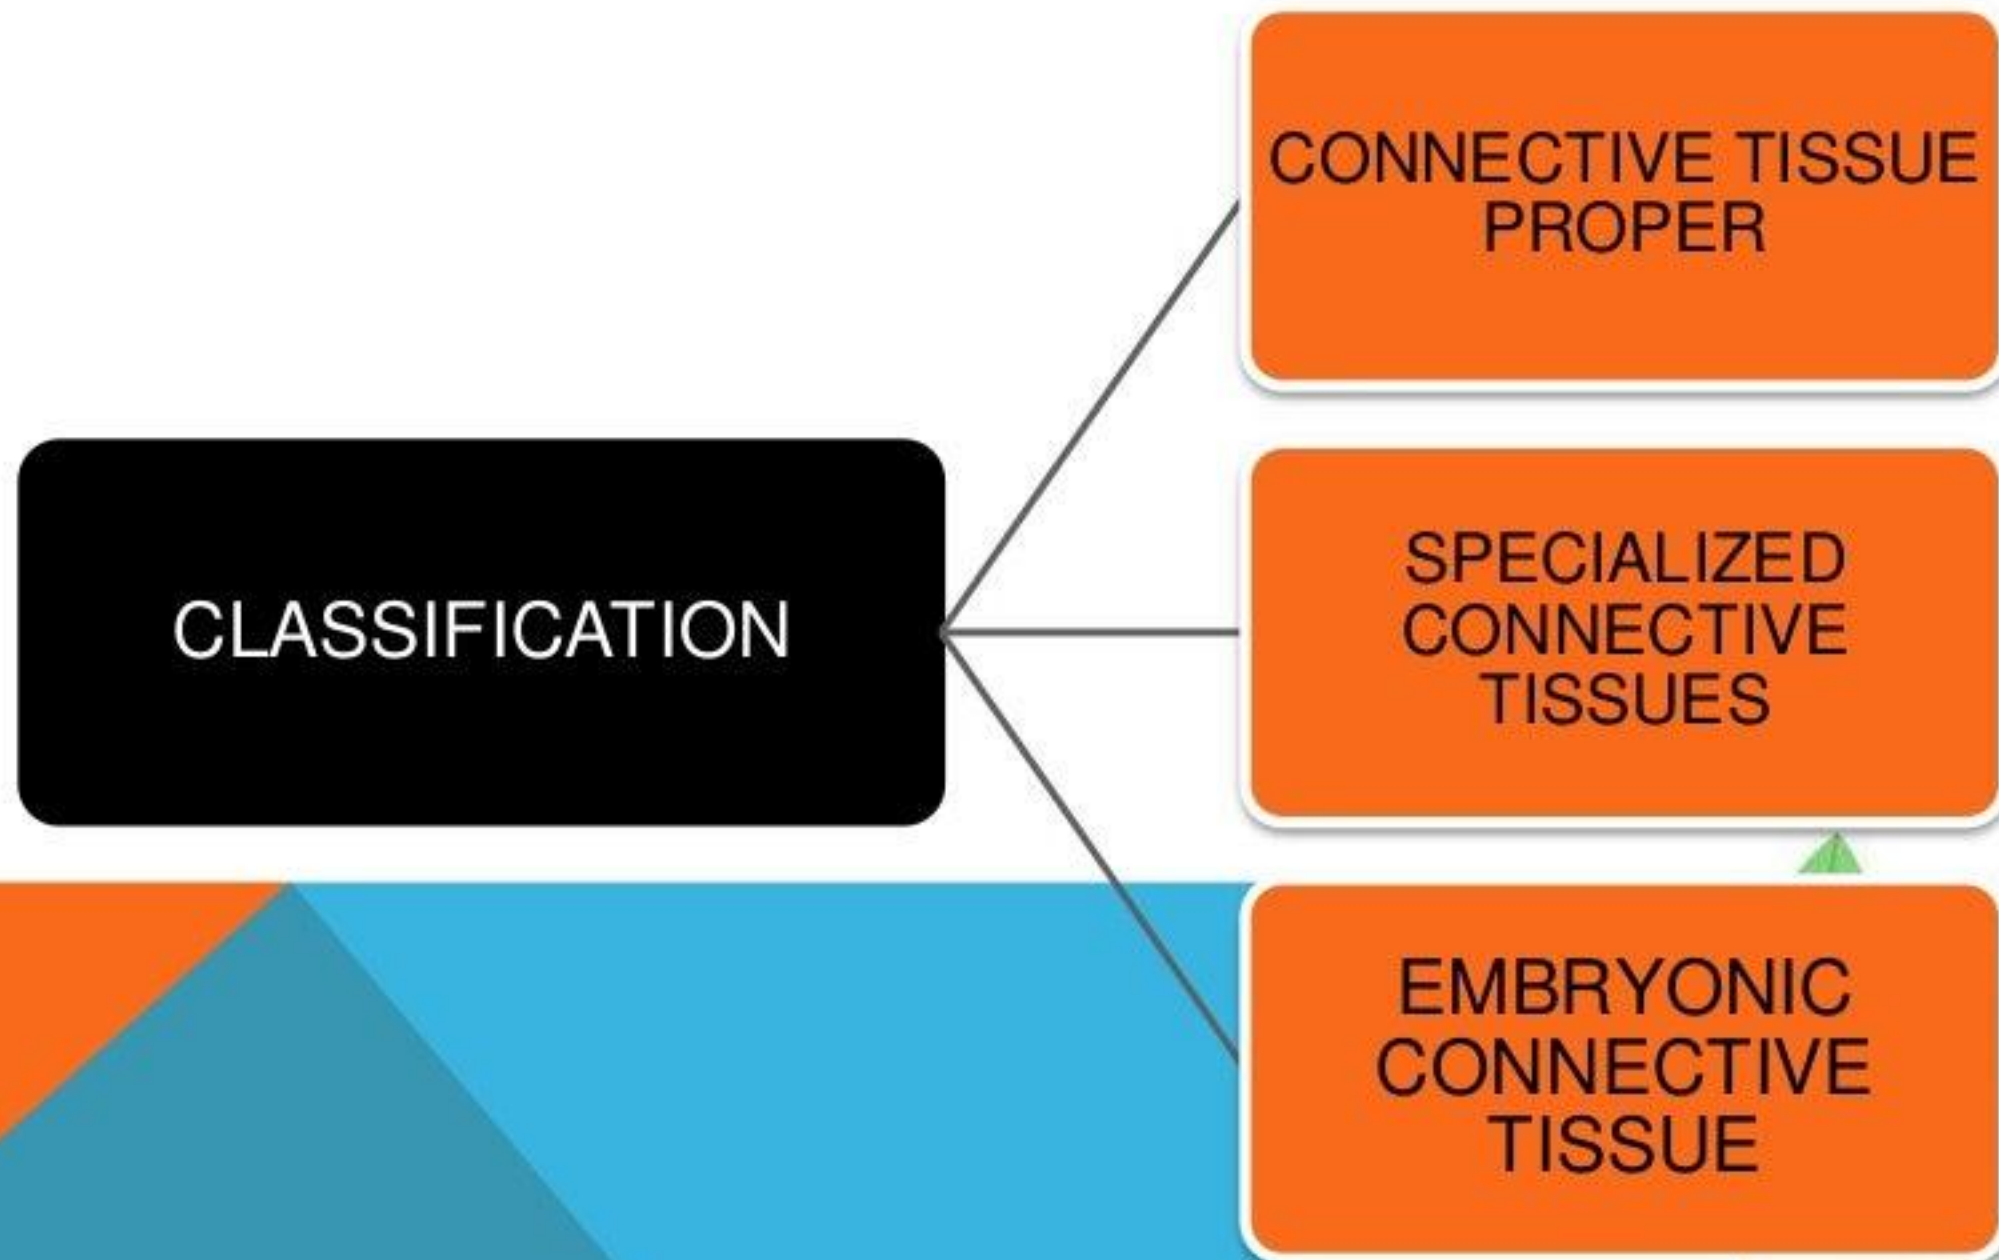 CLASSIFICATION
CONNECTIVE TISSUE
PROPER
SPECIALIZED
CONNECTIVE
TISSUES
EMBRYONIC
CONNECTIVE
TISSUE